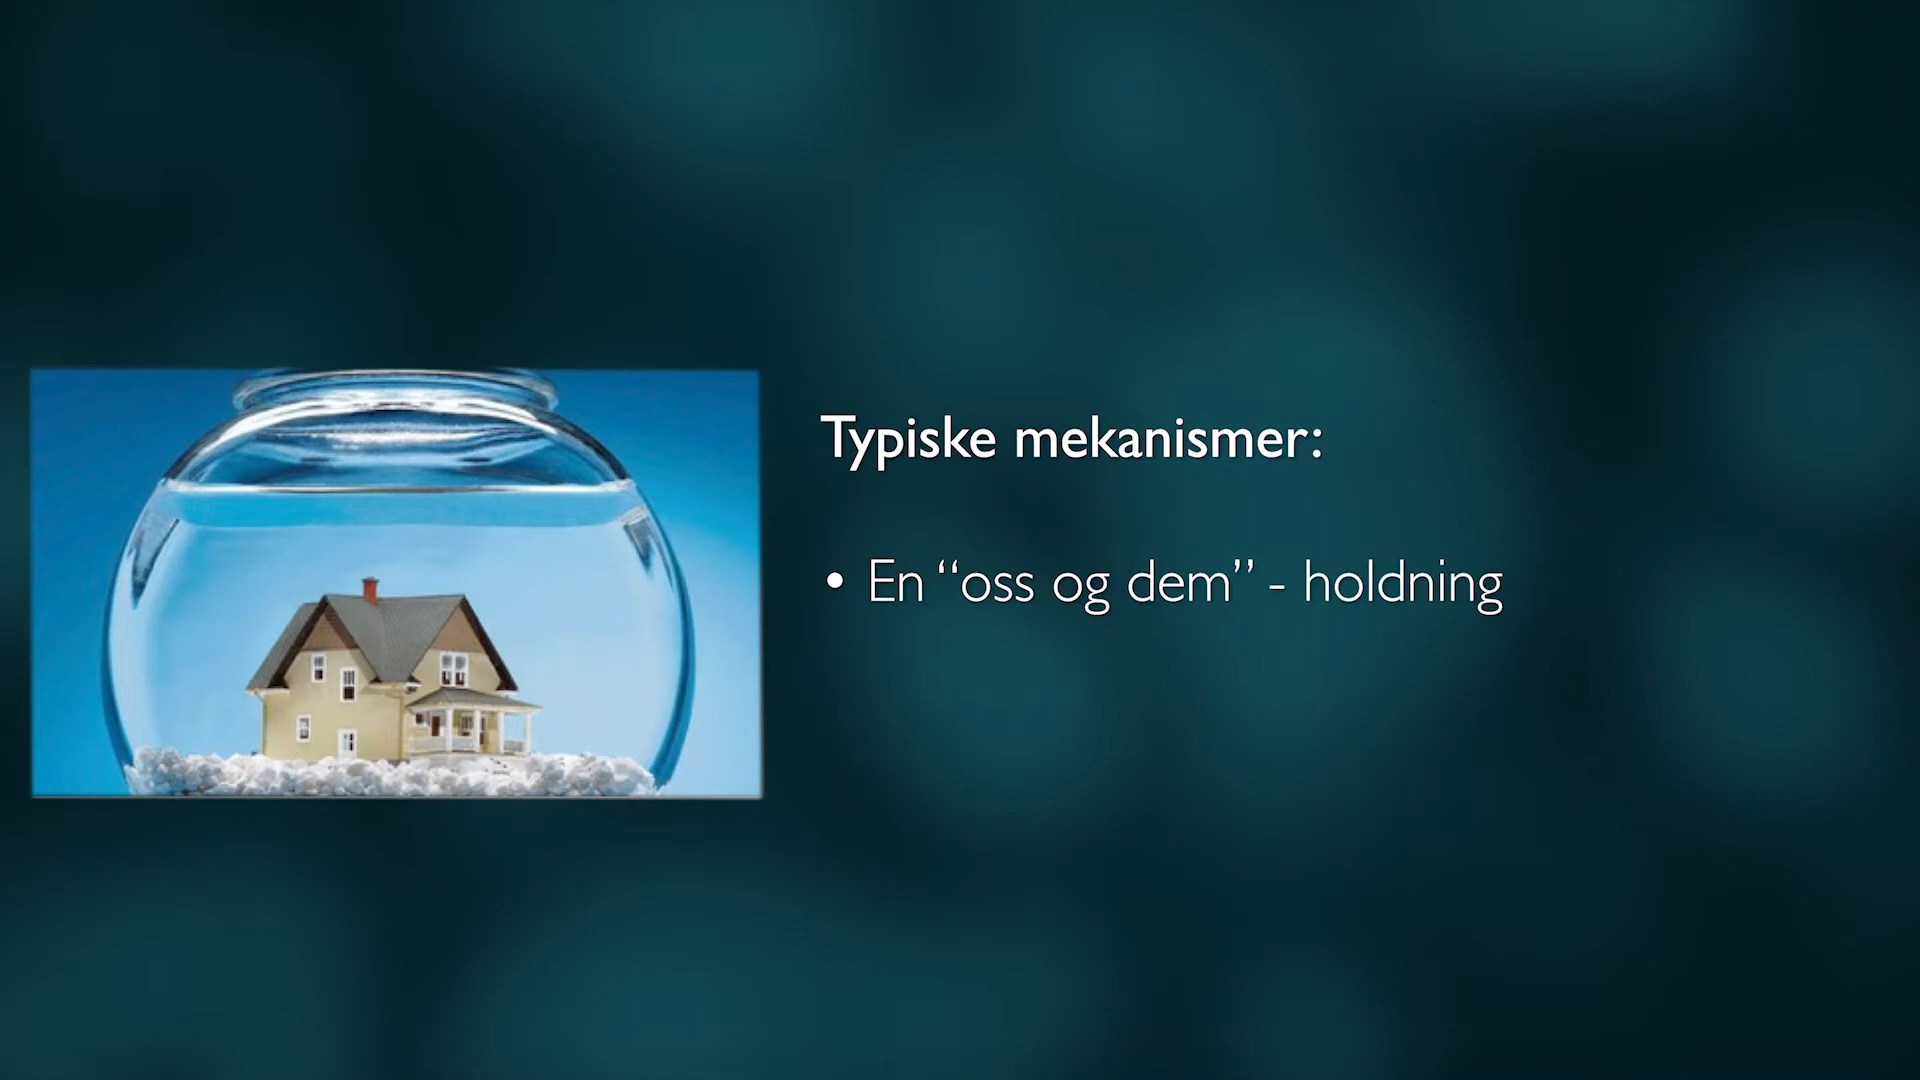 Typiske mekanismer:
• En “oss og dem” - holdning